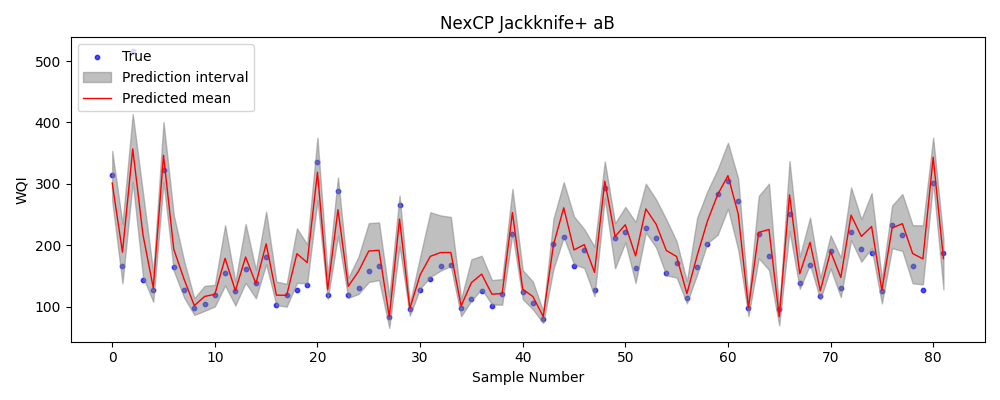 NexCP Jackknife+ aB
True
Prediction interval
Predicted mean
WQI
500
400
300
200
100
0 10 20 30 40 50 60 70 80
Sample Number